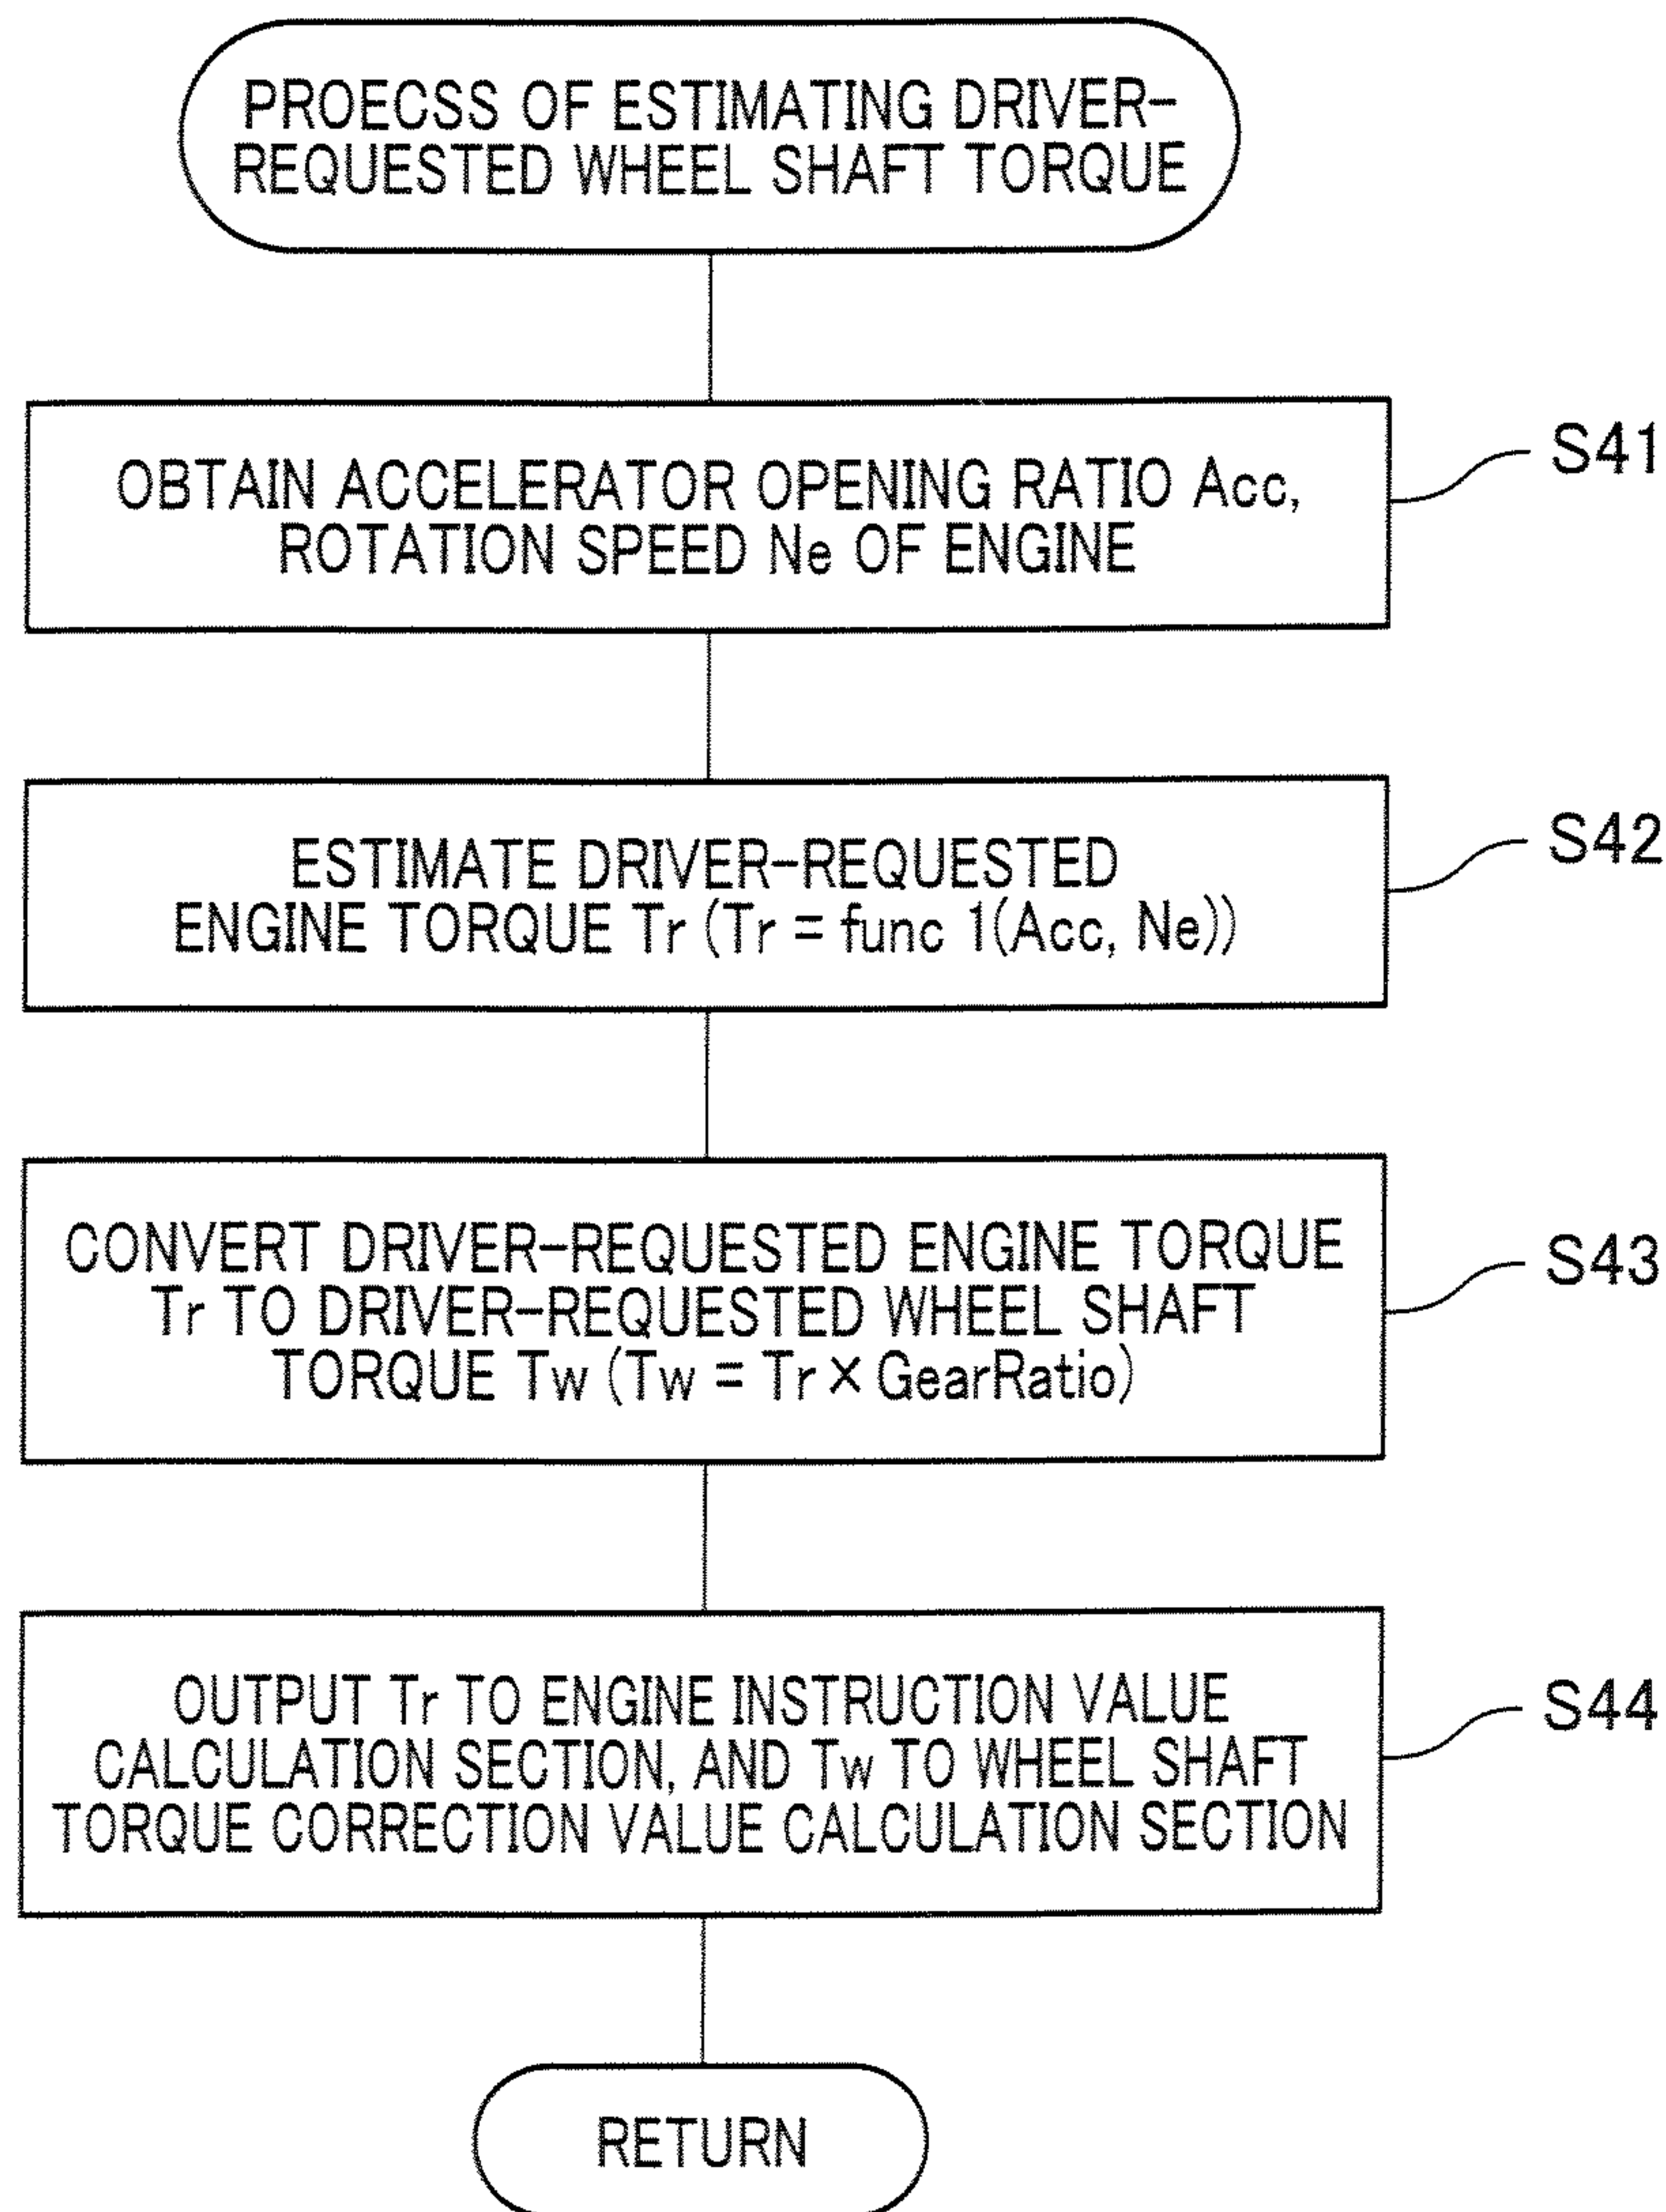 PROECSS OF ESTIMATING DRIVER-
REQUESTED WHEEL SHAFT TORQUE
OBTAIN ACCELERATOR OPENING RATIO Acc,
ROTATION SPEED Ne OF ENGINE
S41
ESTIMATE DRIVER-REQUESTED
ENGINE TORQUE Tr (Tr = func 1(Acc, Ne))
S42
CONVERT DRIVER-REQUESTED ENGINE TORQUE
Tr TO DRIVER-REQUESTED WHEEL SHAFT
TORQUE Tw (Tw = Tr × GearRatio)
S43
OUTPUT Tr TO ENGINE INSTRUCTION VALUE
CALCULATION SECTION, AND Tw TO WHEEL SHAFT
TORQUE CORRECTION VALUE CALCULATION SECTION
S44
RETURN